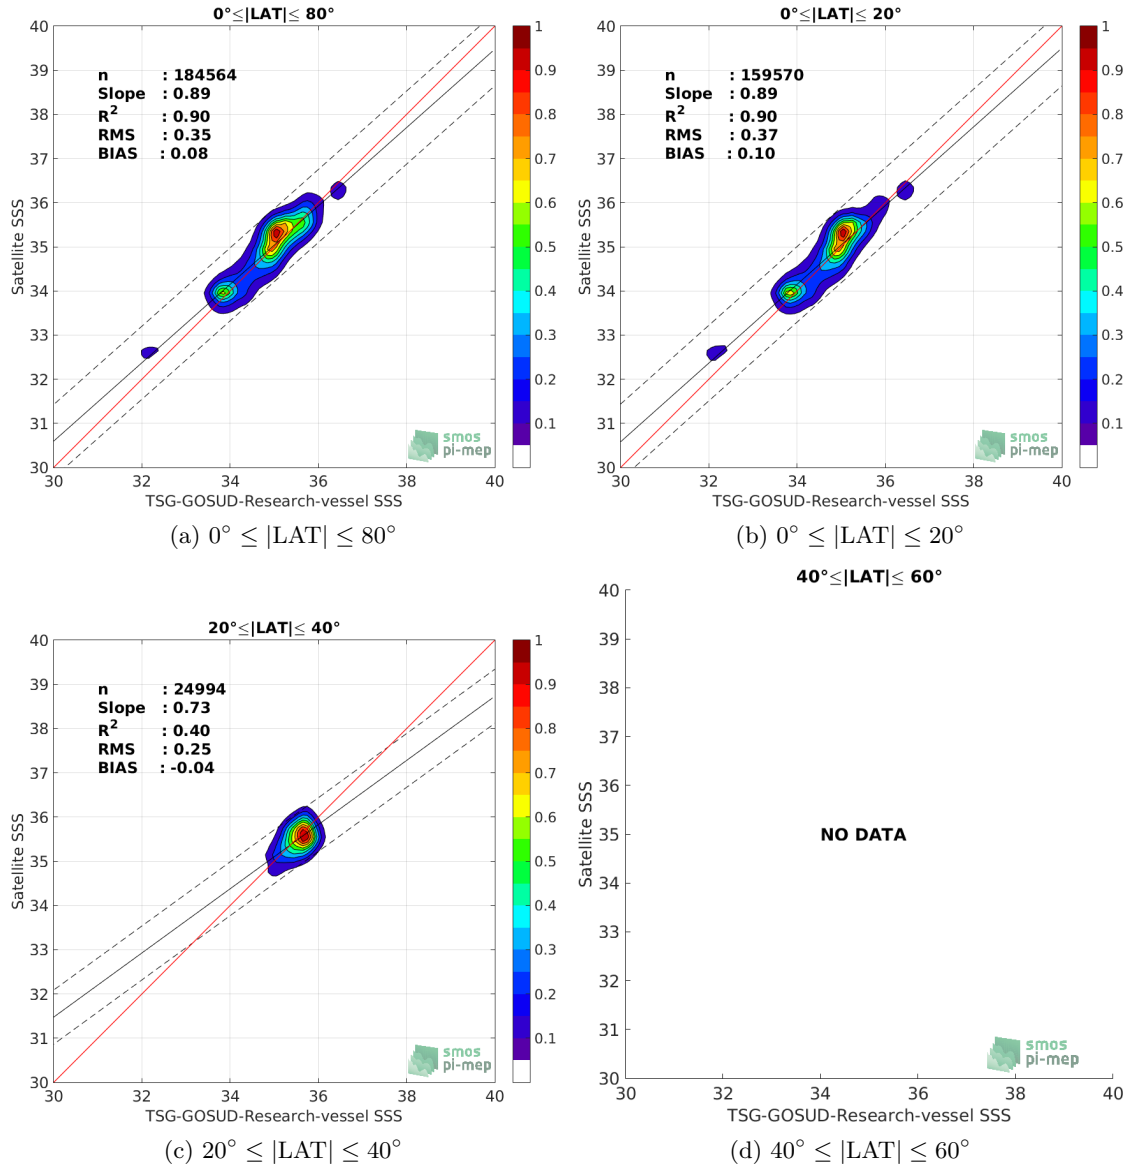 0°≤|LAT|≤ 80°
n : 184564
Slope : 0.89
R2 : 0.90
RMS : 0.35
BIAS : 0.08
Satellite SSS
40
39
38
37
36
35
34
33
32
31
30
30 32 34 36 38 40
TSG-GOSUD-Research-vessel SSS
1
0.9
0.8
0.7
0.6
0.5
0.4
0.3
0.2
0.1
smos
pi-mep
(a) 0° ≤ |LAT| ≤ 80°
0°≤|LAT|≤ 20°
n : 159570
Slope : 0.89
R2 : 0.90
RMS : 0.37
BIAS : 0.10
Satellite SSS
40
39
38
37
36
35
34
33
32
31
30
30 32 34 36 38 40
TSG-GOSUD-Research-vessel SSS
1
0.9
0.8
0.7
0.6
0.5
0.4
0.3
0.2
0.1
smos
pi-mep
(b) 0° ≤ |LAT| ≤ 20°
20°≤|LAT|≤ 40°
n : 24994
Slope : 0.73
R2 : 0.40
RMS : 0.25
BIAS : -0.04
Satellite SSS
40
39
38
37
36
35
34
33
32
31
30
30 32 34 36 38 40
TSG-GOSUD-Research-vessel SSS
1
0.9
0.8
0.7
0.6
0.5
0.4
0.3
0.2
0.1
smos
pi-mep
(c) 20° ≤ |LAT| ≤ 40°
40°≤|LAT|≤ 60°
Satellite SSS
40
39
38
37
36
35
34
33
32
31
30
NO DATA
30 32 34 36 38 40
TSG-GOSUD-Research-vessel SSS
smos
pi-mep
(d) 40° ≤ |LAT| ≤ 60°